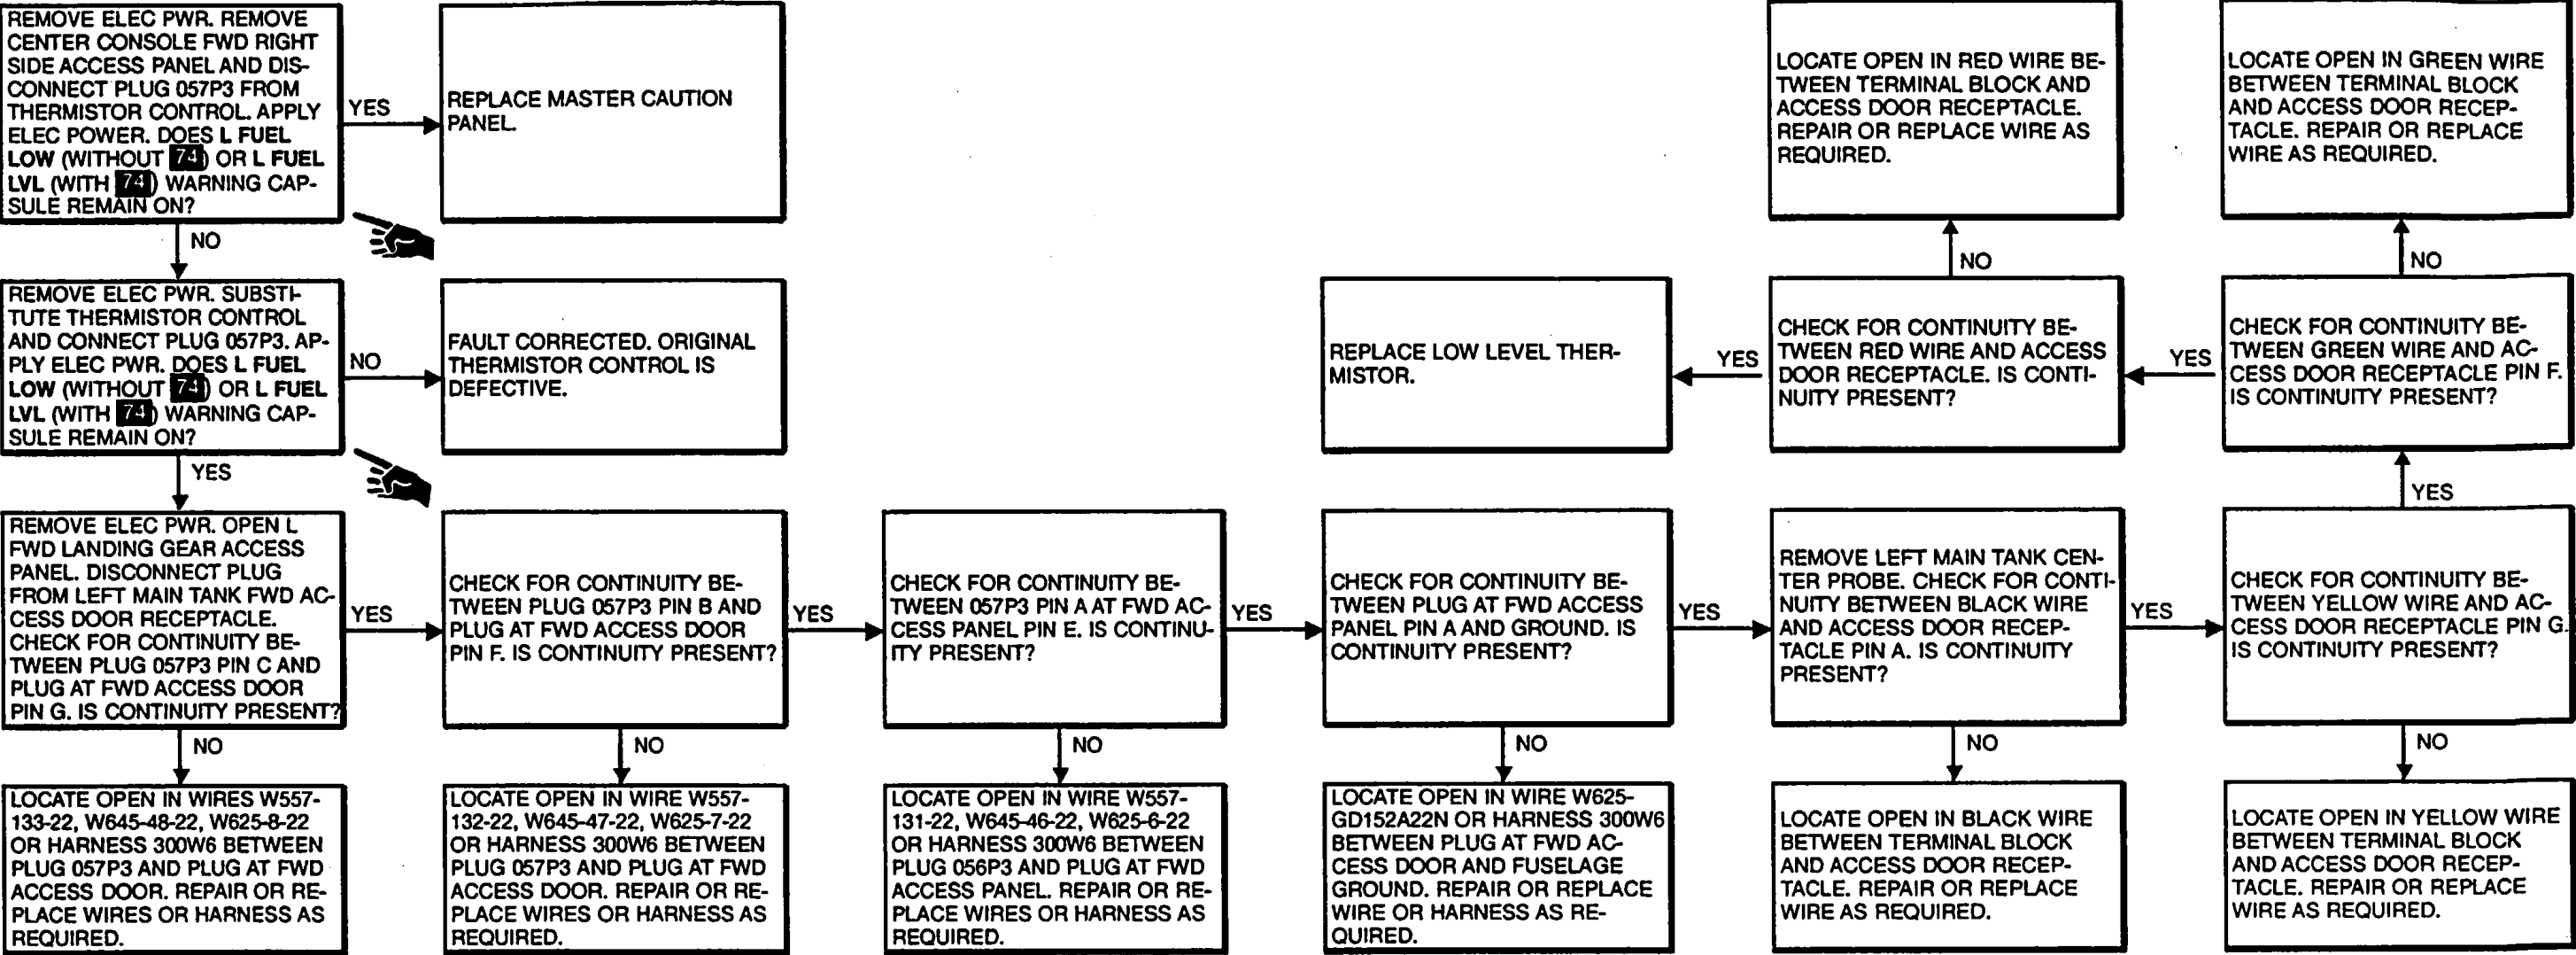 REMOVE ELEC PWR. REMOVE
CENTER CONSOLE FWD RIGHT
SIDE ACCESS PANEL AND DIS-
CONNECT PLUG 057P3 FROM
THERMISTOR CONTROL. APPLY
ELEC POWER. DOES L FUEL
LOW (WITHOUT 74) OR L FUEL
LVL (WITH 74) WARNING CAP-
SULE REMAIN ON?
YES
REPLACE MASTER CAUTION
PANEL.
NO
REMOVE ELEC PWR. SUBSTI-
TUTE THERMISTOR CONTROL
AND CONNECT PLUG 057P3. AP-
PLY ELEC PWR. DOES L FUEL
LOW (WITHOUT 74) OR L FUEL
LVL (WITH 74) WARNING CAP-
SULE REMAIN ON?
NO
FAULT CORRECTED. ORIGINAL
THERMISTOR CONTROL IS
DEFECTIVE.
YES
REMOVE ELEC PWR. OPEN L
FWD LANDING GEAR ACCESS
PANEL. DISCONNECT PLUG
FROM LEFT MAIN TANK FWD AC-
CESS DOOR RECEPTACLE.
CHECK FOR CONTINUITY BE-
TWEEN PLUG 057P3 PIN C AND
PLUG AT FWD ACCESS DOOR
PIN G. IS CONTINUITY PRESENT?
NO
LOCATE OPEN IN WIRES W557-
133-22, W645-48-22, W625-8-22
OR HARNESS 300W6 BETWEEN
PLUG 057P3 AND PLUG AT FWD
ACCESS DOOR. REPAIR OR RE-
PLACE WIRES OR HARNESS AS
REQUIRED.
YES
CHECK FOR CONTINUITY BE-
TWEEN PLUG 057P3 PIN B AND
PLUG AT FWD ACCESS DOOR
PIN F. IS CONTINUITY PRESENT?
NO
LOCATE OPEN IN WIRE W557-
132-22, W645-47-22, W625-7-22
OR HARNESS 300W6 BETWEEN
PLUG 057P3 AND PLUG AT FWD
ACCESS DOOR. REPAIR OR RE-
PLACE WIRES OR HARNESS AS
REQUIRED.
YES
CHECK FOR CONTINUITY BE-
TWEEN 057P3 PIN A AT FWD AC-
CESS PANEL PIN E. IS CONTINU-
ITY PRESENT?
NO
LOCATE OPEN IN WIRE W557-
131-22, W645-46-22, W625-6-22
OR HARNESS 300W6 BETWEEN
PLUG 056P3 AND PLUG AT FWD
ACCESS PANEL. REPAIR OR RE-
PLACE WIRES OR HARNESS AS
REQUIRED.
YES
CHECK FOR CONTINUITY BE-
TWEEN PLUG AT FWD ACCESS
PANEL PIN A AND GROUND. IS
CONTINUITY PRESENT?
NO
LOCATE OPEN IN WIRE W625-
GD152A22N OR HARNESS 300W6
BETWEEN PLUG AT FWD AC-
CESS DOOR AND FUSELAGE
GROUND. REPAIR OR REPLACE
WIRE OR HARNESS AS RE-
QUIRED.
YES
REMOVE LEFT MAIN TANK CEN-
TER PROBE. CHECK FOR CONTI-
NUITY BETWEEN BLACK WIRE
AND ACCESS DOOR RECEP-
TACLE PIN A. IS CONTINUITY
PRESENT?
NO
LOCATE OPEN IN BLACK WIRE
BETWEEN TERMINAL BLOCK
AND ACCESS DOOR RECEP-
TACLE. REPAIR OR REPLACE
WIRE AS REQUIRED.
YES
CHECK FOR CONTINUITY BE-
TWEEN YELLOW WIRE AND AC-
CESS DOOR RECEPTACLE PIN G.
IS CONTINUITY PRESENT?
NO
LOCATE OPEN IN YELLOW WIRE
BETWEEN TERMINAL BLOCK
AND ACCESS DOOR RECEP-
TACLE. REPAIR OR REPLACE
WIRE AS REQUIRED.
YES
CHECK FOR CONTINUITY BE-
TWEEN GREEN WIRE AND AC-
CESS DOOR RECEPTACLE PIN F.
IS CONTINUITY PRESENT?
NO
LOCATE OPEN IN GREEN WIRE
BETWEEN TERMINAL BLOCK
AND ACCESS DOOR RECEP-
TACLE. REPAIR OR REPLACE
WIRE AS REQUIRED.
YES
CHECK FOR CONTINUITY BE-
TWEEN RED WIRE AND ACCESS
DOOR RECEPTACLE. IS CONTI-
NUITY PRESENT?
NO
LOCATE OPEN IN RED WIRE BE-
TWEEN TERMINAL BLOCK AND
ACCESS DOOR RECEPTACLE.
REPAIR OR REPLACE WIRE AS
REQUIRED.
YES
REPLACE LOW LEVEL THER-
MISTOR.